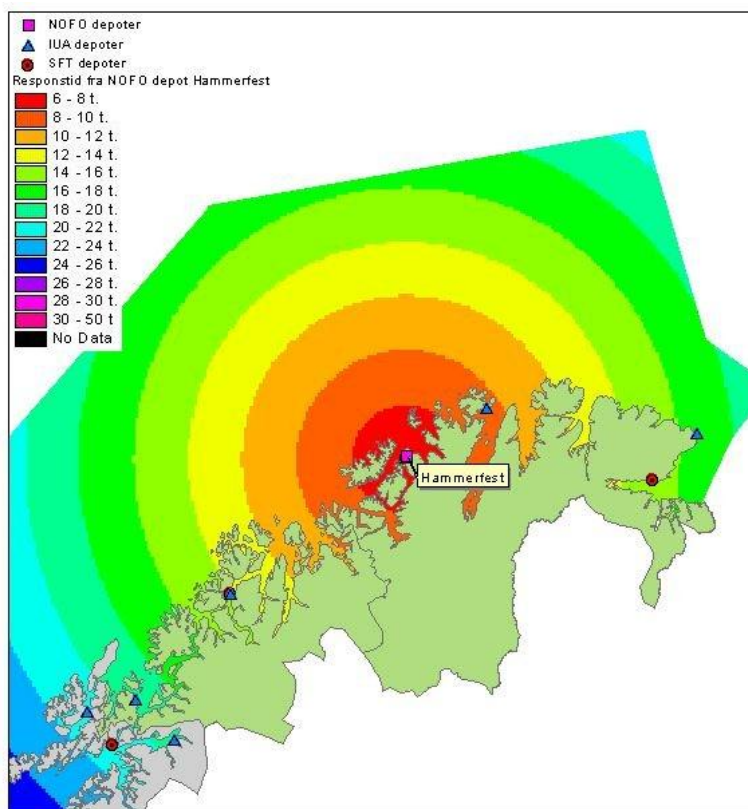 NOFO depoter
IUA depoter
SFT depoter
Responstid fra NOFO depot Hammerfest
6 - 8 t.
8 - 10 t.
10 - 12 t.
12 - 14 t.
14 - 16 t.
16 - 18 t.
18 - 20 t.
20 - 22 t.
22 - 24 t.
24 - 26 t.
26 - 28 t.
28 - 30 t.
30 - 50 t
No Data
Hammerfest